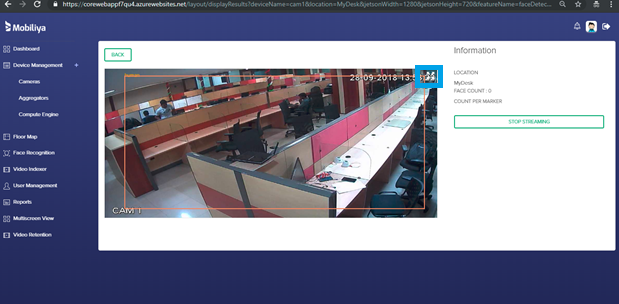 https://corewebappf7qu4.azurewebsites.net/layout/displayResults?deviceName=cam1&location=MyDesk&jetsonWidth=1280&jetsonHeight=720&featureName=faceDetec...
Mobiliya
Dashboard
Device Management +
Cameras
Aggregators
Compute Engine
Floor Map
Face Recognition
Video Indexer
User Management
Reports
Multiscreen View
Video Retention
BACK
28-09-2018 13:5
CAM 1
Information
LOCATION
MyDesk
FACE COUNT : 0
COUNT PER MARKER
STOP STREAMING